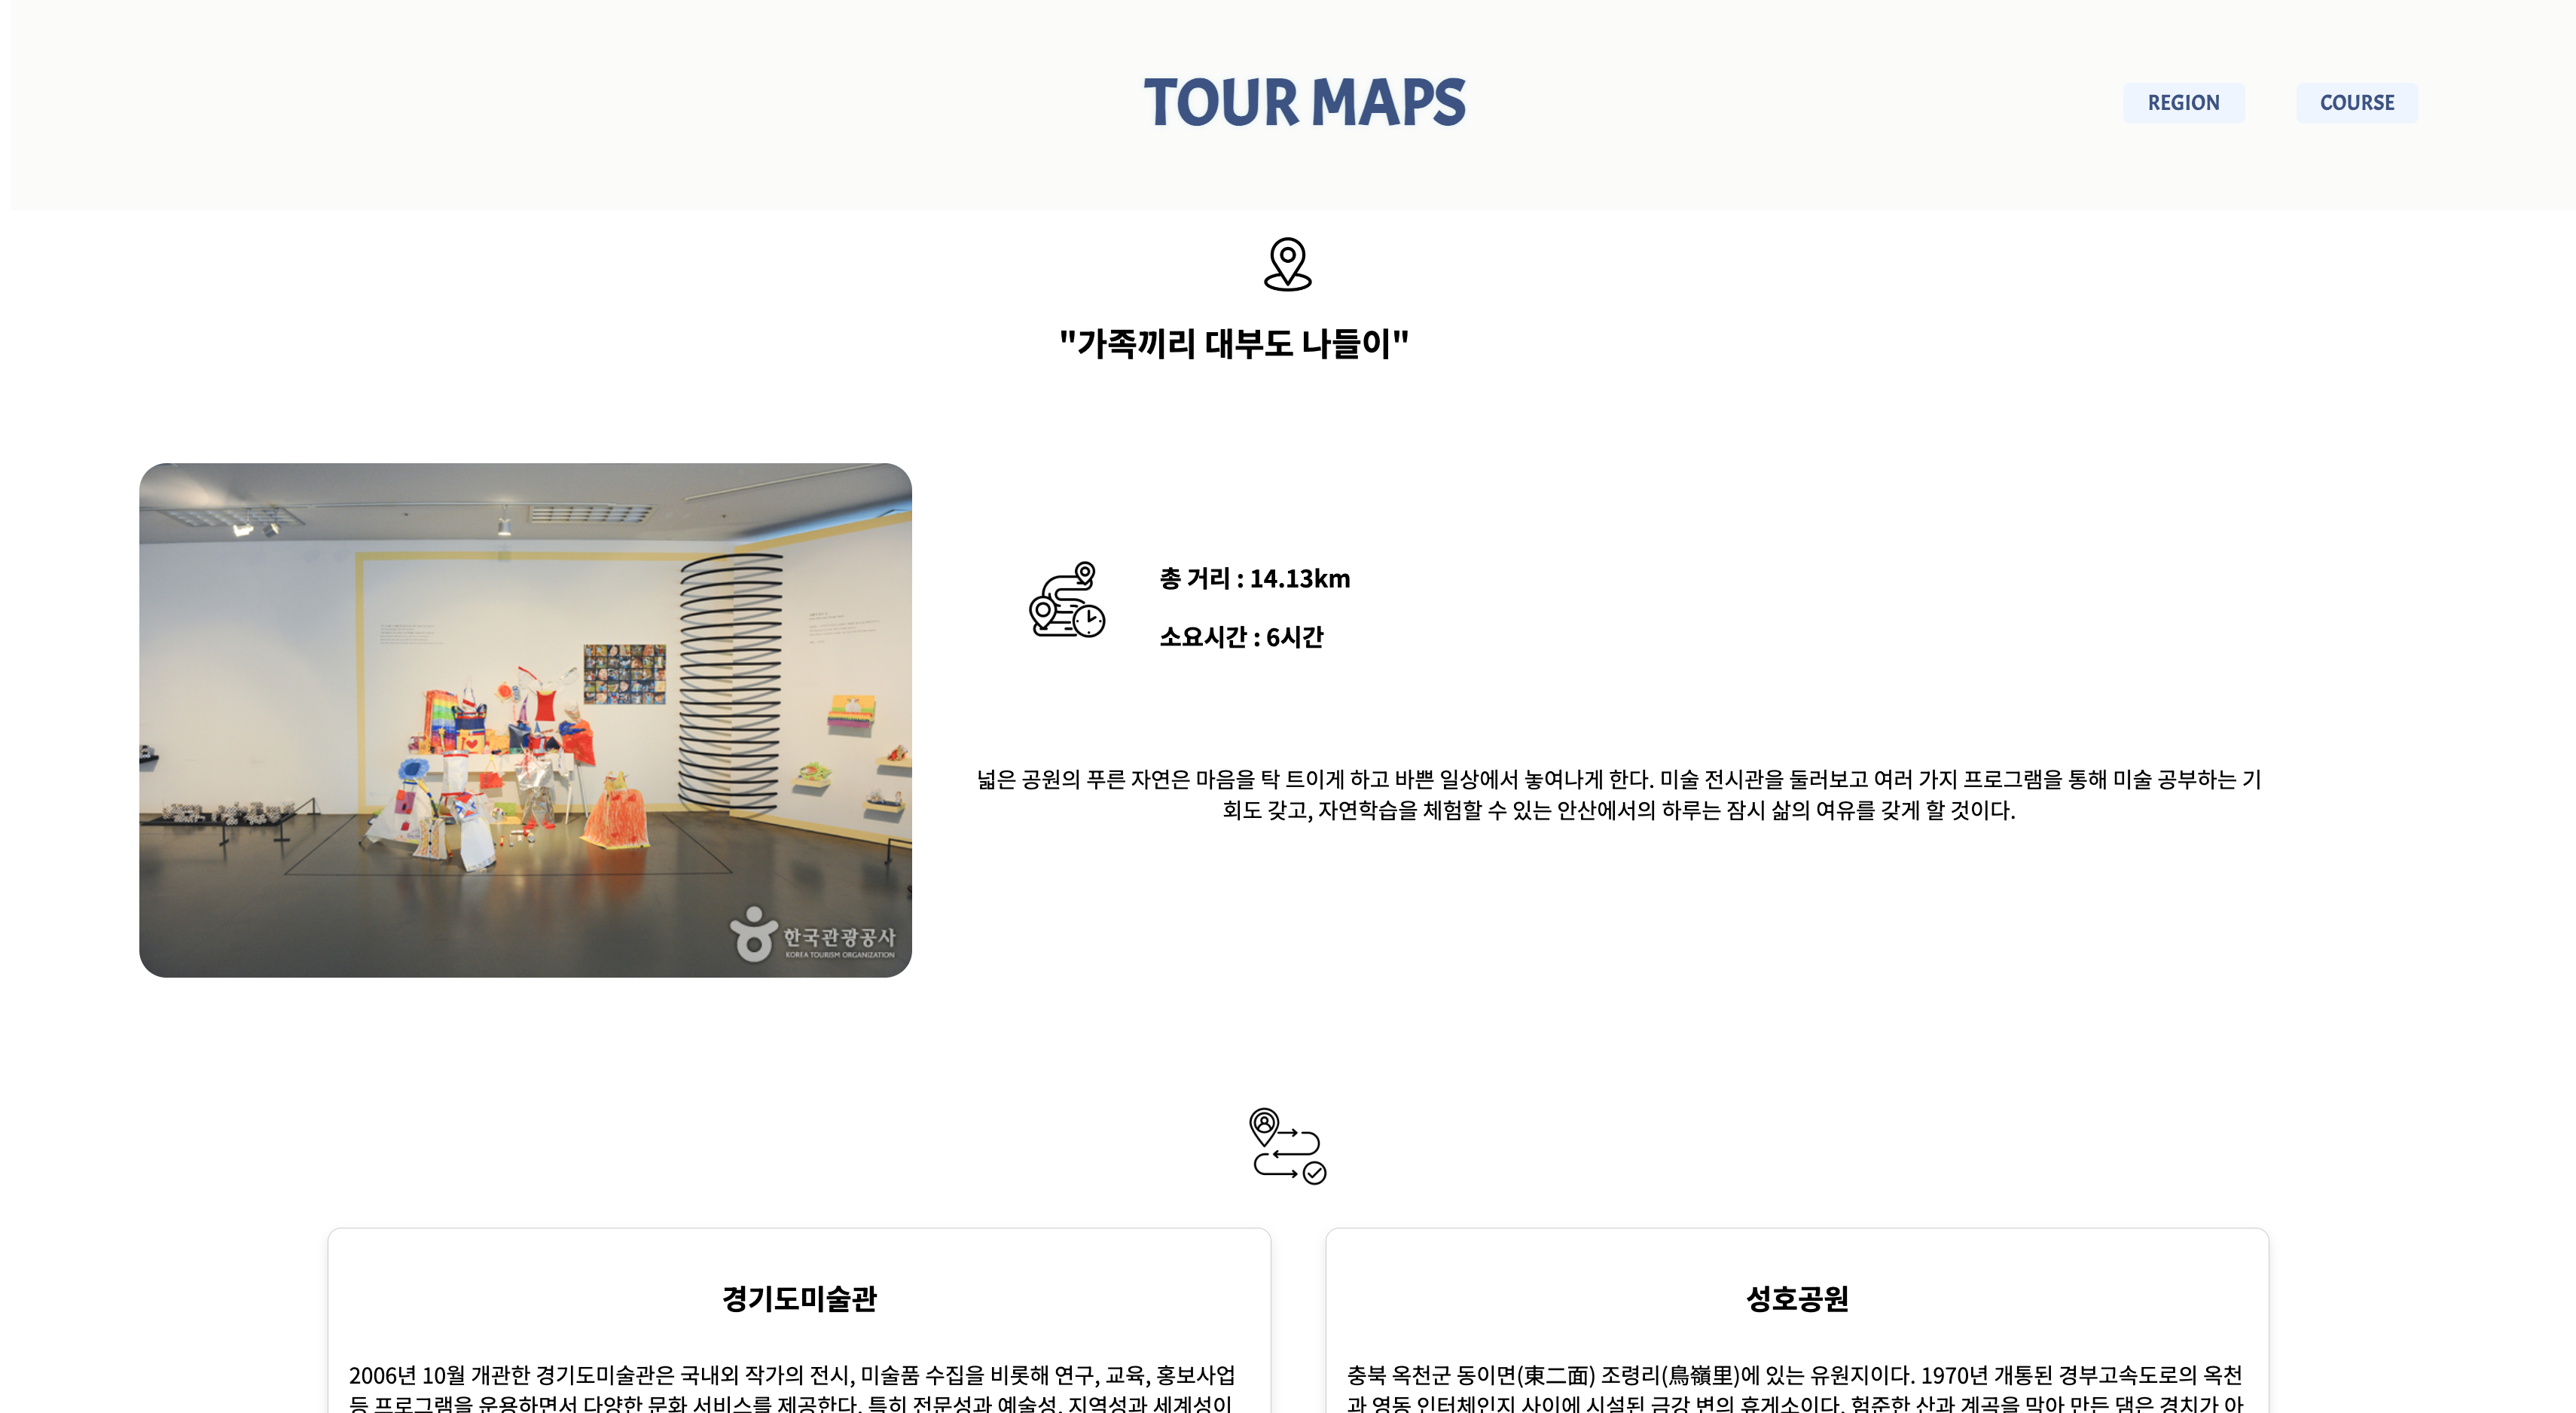 TOUR MAPS
REGION
COURSE
"가족끼리 대부도 나들이"
총 거리 : 14.13km
소요시간 : 6시간
넓은 공원의 푸른 자연은 마음을 탁 트이게 하고 바쁜 일상에서 놓여나게 한다. 미술 전시관을 둘러보고 여러 가지 프로그램을 통해 미술 공부하는 기
회도 갖고, 자연학습을 체험할 수 있는 안산에서의 하루는 잠시 삶의 여유를 갖게 할 것이다.
한국관광공사
KOREA TOURISM ORGANIZATION
경기도미술관
2006년 10월 개관한 경기도미술관은 국내외 작가의 전시, 미술품 수집을 비롯해 연구, 교육, 홍보사업
등 프로그램을 운용하면서 다양한 문화 서비스를 제공한다. 특히 전문성과 예술성, 지역성과 세계성이
성호공원
충북 옥천군 동이면(東二面) 조령리(鳥嶺里)에 있는 유원지이다. 1970년 개통된 경부고속도로의 옥천
과 영동 인터체인지 사이에 시설된 금강 변의 휴게소이다. 험준한 산과 계곡을 막아 만든 댐은 경치가 아